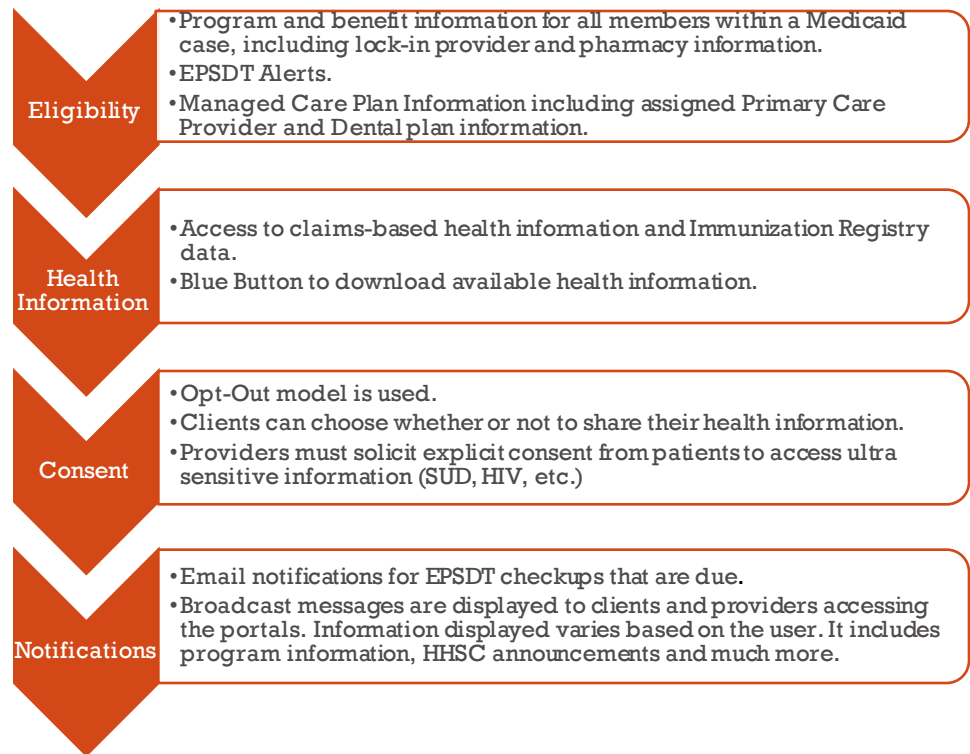 •Program and benefit information for all members within a Medicaid
case, including lock-in provider and pharmacy information.
•EPSDT Alerts.
•Managed Care Plan Information including assigned Primary Care
Provider and Dental plan information.
Eligibility
•Access to claims-based health information and Immunization Registry
data.
•Blue Button to download available health information.
Health
Information
•Opt-Out model is used.
•Clients can choose whether or not to share their health information.
•Providers must solicit explicit consent from patients to access ultra
sensitive information (SUD, HIV, etc.)
Consent
•Email notifications for EPSDT checkups that are due.
•Broadcast messages are displayed to clients and providers accessing
the portals. Information displayed varies based on the user. It includes
program information, HHSC announcements and much more.
Notifications